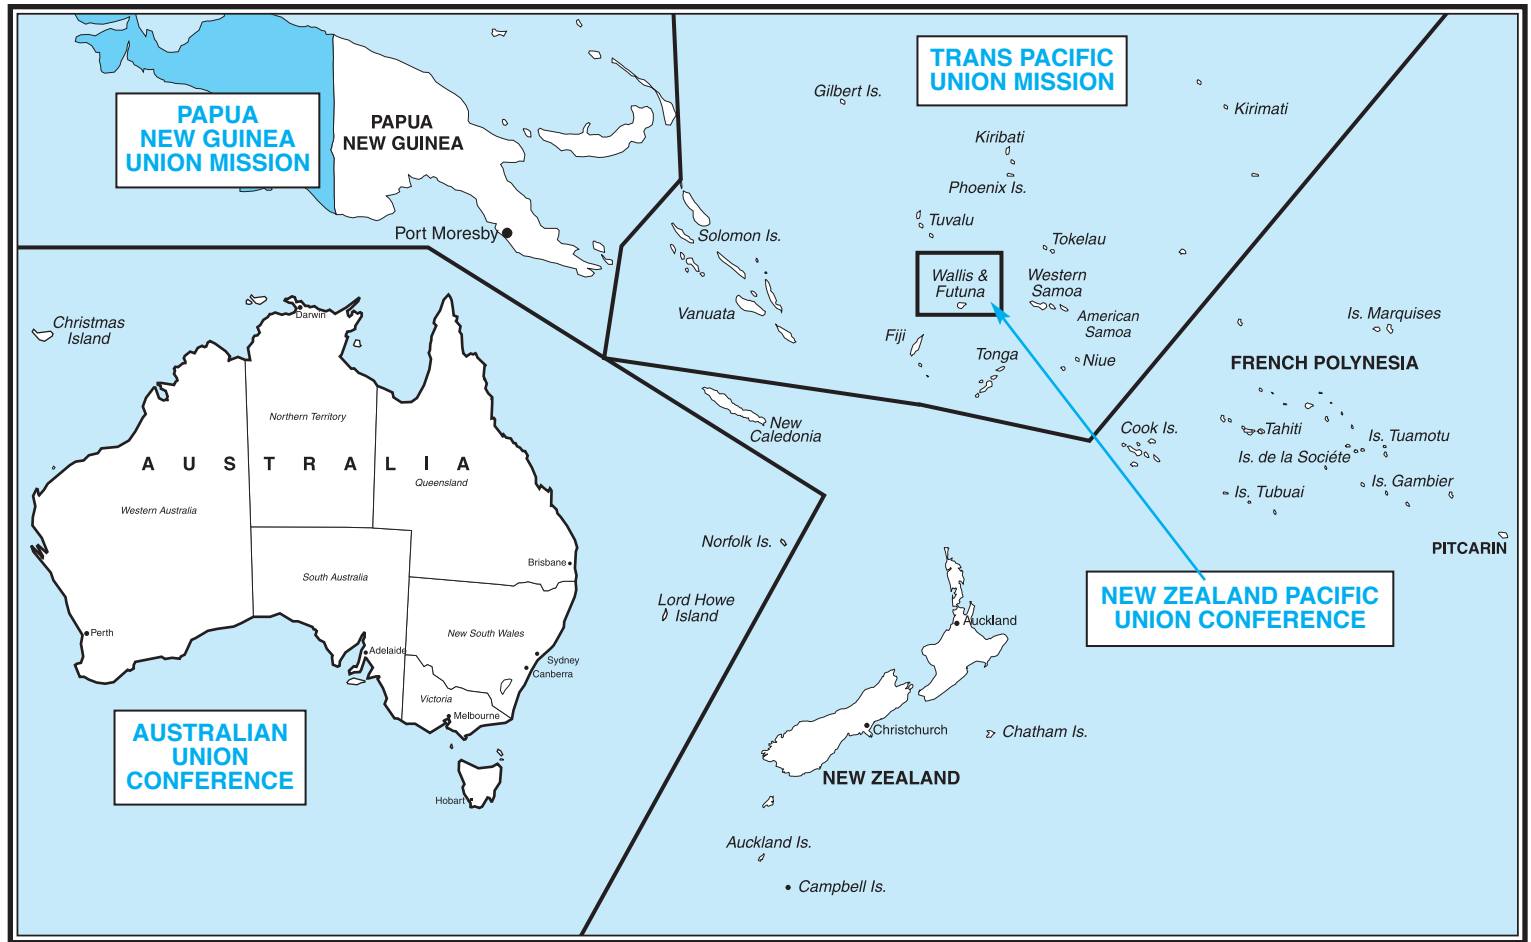 TRANS PACIFIC
UNION MISSION
Gilbert Is.
Kirimati
PAPUA
NEW GUINEA
UNION MISSION
PAPUA
NEW GUINEA
Kiribati
Phoenix Is.
Port Moresby
Solomon Is.
Tuvalu
Tokelau
Wallis &
Futuna
Western
Samoa
Vanuata
American
Samoa
Is. Marquises
Fiji
Tonga
Niue
FRENCH POLYNESIA
Christmas
Island
Darwin
Northern Territory
New
Caledonia
Cook Is.
Tahiti
Is. Tuamotu
Is. de la Sociéte
AUSTRALIA
Queensland
Is. Gambier
Is. Tubuai
Western Australia
Norfolk Is.
PITCARIN
Brisbane
South Australia
Lord Howe
Island
NEW ZEALAND PACIFIC
UNION CONFERENCE
Auckland
Perth
New South Wales
Adelaide
Sydney
Canberra
Victoria
Melbourne
Christchurch
Chatham Is.
AUSTRALIAN
UNION
CONFERENCE
NEW ZEALAND
Hobart
Auckland Is.
Campbell Is.